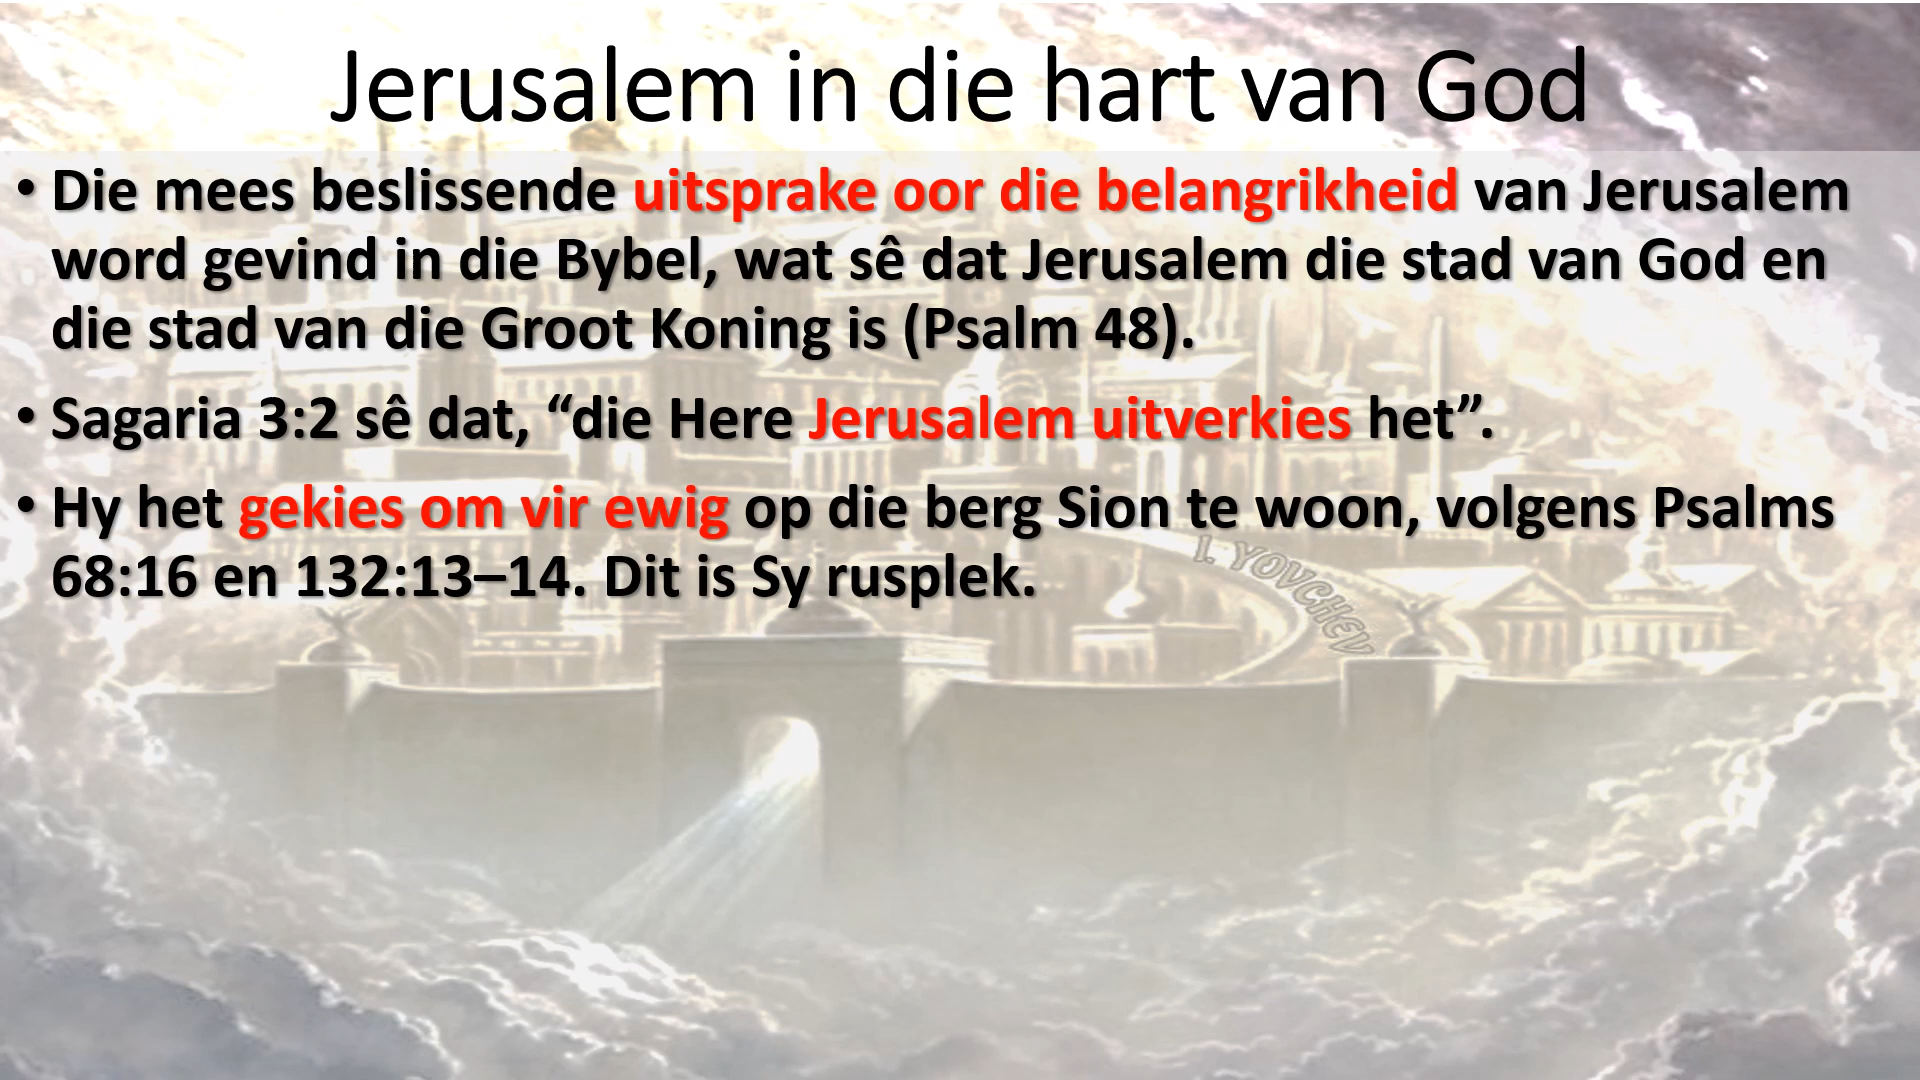 Jerusalem in die hart van God
• Die mees beslissende uitsprake oor die belangrikheid van Jerusalem
word gevind in die Bybel, wat sê dat Jerusalem die stad van God en
die stad van die Groot Koning is (Psalm 48).
• Sagaria 3:2 sê dat, “die Here Jerusalem uitverkies het”.
• Hy het gekies om vir ewig op die berg Sion te woon, volgens Psalms
68:16 en 132:13–14. Dit is Sy rusplek.
I. YOVCHEV